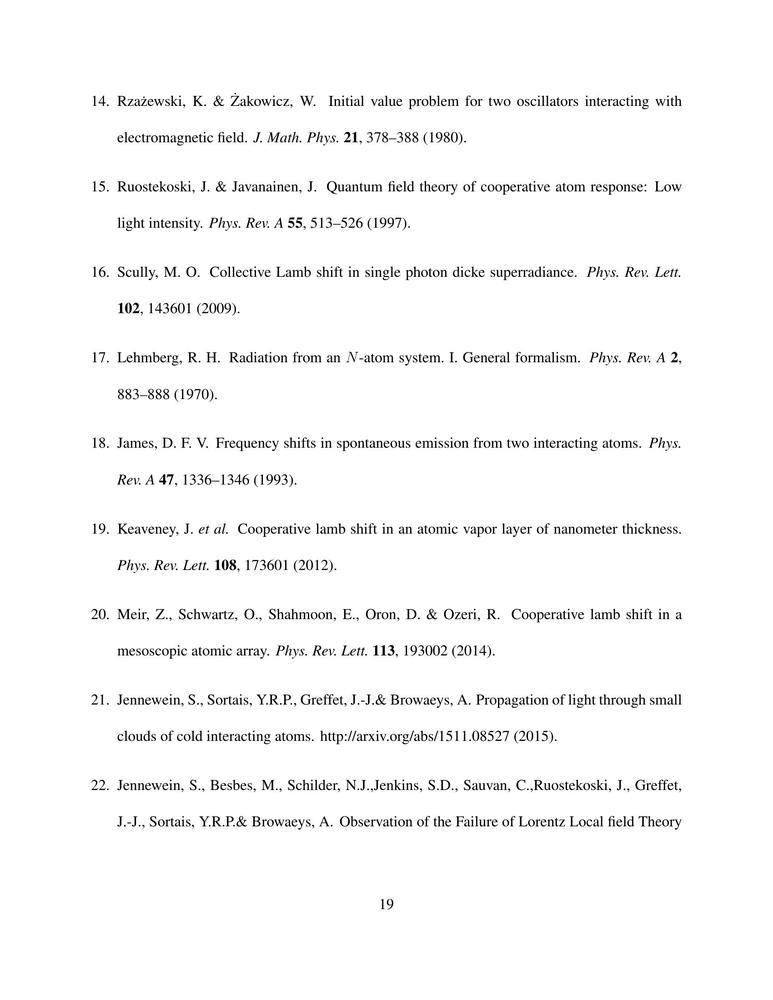 14. Rzażewski, K. & Żakowicz, W. Initial value problem for two oscillators interacting with
electromagnetic field. J. Math. Phys. 21, 378–388 (1980).
15. Ruostekoski, J. & Javanainen, J. Quantum field theory of cooperative atom response: Low
light intensity. Phys. Rev. A 55, 513–526 (1997).
16. Scully, M. O. Collective Lamb shift in single photon dicke superradiance. Phys. Rev. Lett.
102, 143601 (2009).
17. Lehmberg, R. H. Radiation from an N-atom system. I. General formalism. Phys. Rev. A 2,
883–888 (1970).
18. James, D. F. V. Frequency shifts in spontaneous emission from two interacting atoms. Phys.
Rev. A 47, 1336–1346 (1993).
19. Keaveney, J. et al. Cooperative lamb shift in an atomic vapor layer of nanometer thickness.
Phys. Rev. Lett. 108, 173601 (2012).
20. Meir, Z., Schwartz, O., Shahmoon, E., Oron, D. & Ozeri, R. Cooperative lamb shift in a
mesoscopic atomic array. Phys. Rev. Lett. 113, 193002 (2014).
21. Jennewein, S., Sortais, Y.R.P., Greffet, J.-J.& Browaeys, A. Propagation of light through small
clouds of cold interacting atoms. http://arxiv.org/abs/1511.08527 (2015).
22. Jennewein, S., Besbes, M., Schilder, N.J.,Jenkins, S.D., Sauvan, C.,Ruostekoski, J., Greffet,
J.-J., Sortais, Y.R.P.& Browaeys, A. Observation of the Failure of Lorentz Local field Theory
19